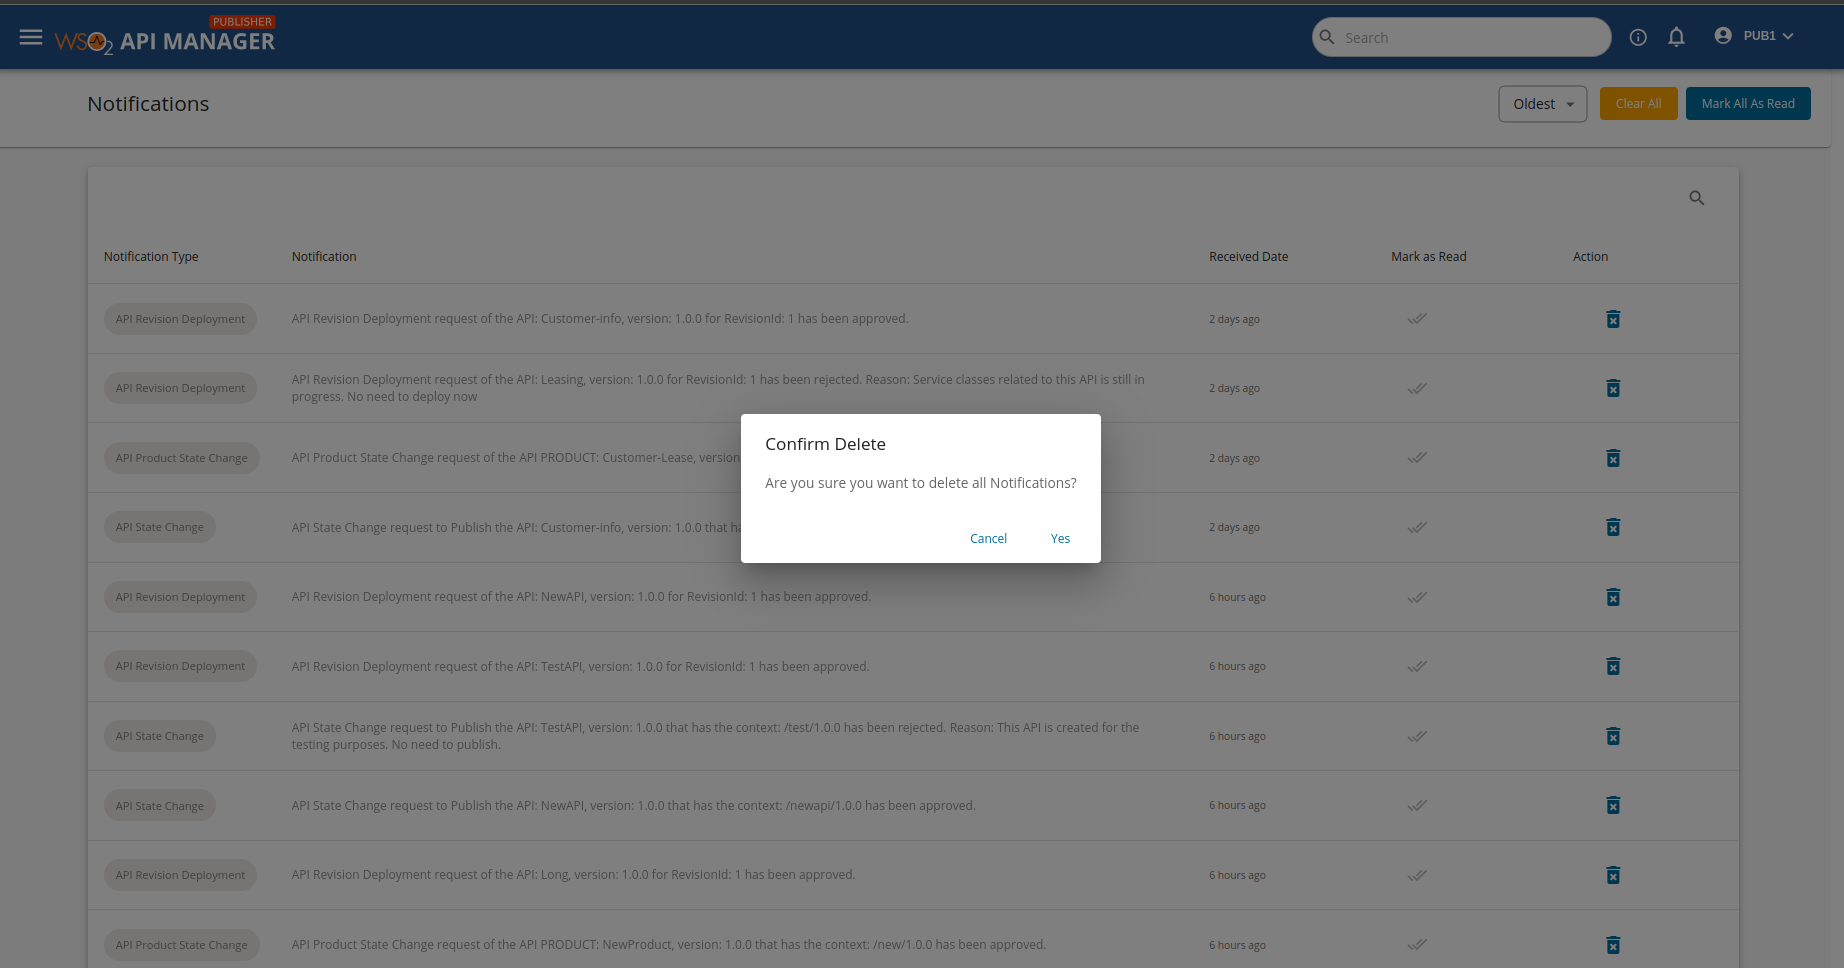 PUBLISHER
WSO2 API MANAGER
Search
PUB1
Notifications
Oldest
Clear All
Mark All As Read
Notification Type
Notification
Received Date
Mark as Read
Action
API Revision Deployment
API Revision Deployment request of the API: Customer-info, version: 1.0.0 for RevisionId: 1 has been approved.
2 days ago
API Revision Deployment
API Revision Deployment request of the API: Leasing, version: 1.0.0 for RevisionId: 1 has been rejected. Reason: Service classes related to this API is still in
progress. No need to deploy now
2 days ago
API Product State Change
API Product State Change request of the API PRODUCT: Customer-Lease, version
2 days ago
API State Change
API State Change request to Publish the API: Customer-info, version: 1.0.0 that
2 days ago
Confirm Delete
Are you sure you want to delete all Notifications?
Cancel
Yes
API Revision Deployment
API Revision Deployment request of the API: NewAPI, version: 1.0.0 for RevisionId: 1 has been approved.
6 hours ago
API Revision Deployment
API Revision Deployment request of the API: TestAPI, version: 1.0.0 for RevisionId: 1 has been approved.
6 hours ago
API State Change
API State Change request to Publish the API: TestAPI, version: 1.0.0 that has the context: /test/1.0.0 has been rejected. Reason: This API is created for the
testing purposes. No need to publish.
6 hours ago
API State Change
API State Change request to Publish the API: NewAPI, version: 1.0.0 that has the context: /newapi/1.0.0 has been approved.
6 hours ago
API Revision Deployment
API Revision Deployment request of the API: Long, version: 1.0.0 for RevisionId: 1 has been approved.
6 hours ago
API Product State Change
API Product State Change request of the API PRODUCT: NewProduct, version: 1.0.0 that has the context: /new/1.0.0 has been approved.
6 hours ago